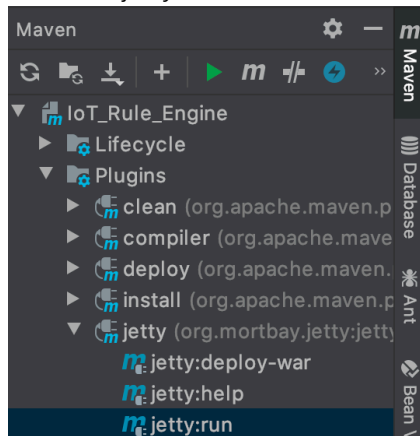 Maven
m
IoT_Rule_Engine
Lifecycle
Plugins
clean (org.apache.maven.p
compiler (org.apache.mave
deploy (org.apache.maven.
install (org.apache.maven.p
jetty (org.mortbay.jetty:jetty
jetty:deploy-war
jetty:help
jetty:run
Maven
Database
Ant
Bean V